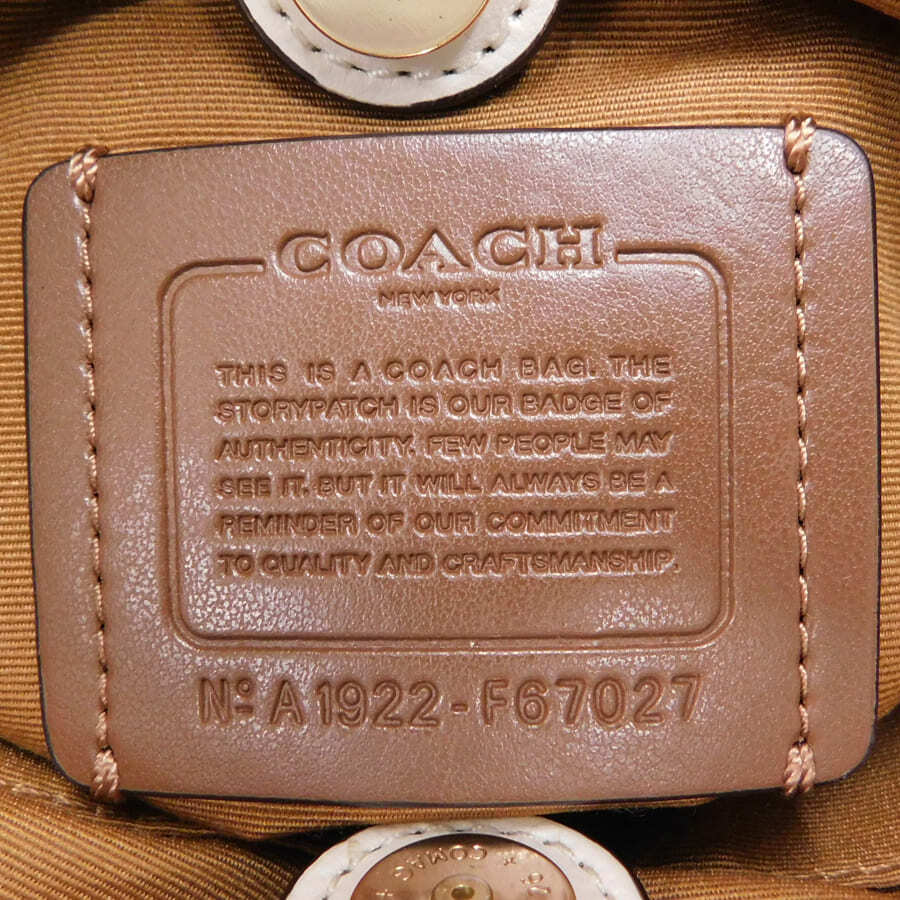 COACH
NEW YORK
THIS IS A COACH BAG. THE
STORYPATCH IS OUR BADGE OF
AUTHENTICITY. FEW PEOPLE MAY
SEE IT. BUT IT WILL ALWAYS BE A
REMINDER OF OUR COMMITMENT
TO QUALITY AND CRAFTSMANSHIP.
Nº A1922-F67027